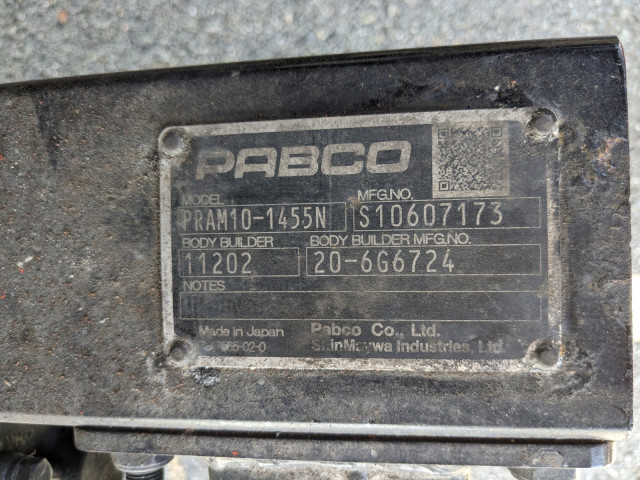 PABCO
MODEL MFG.NO.
PRAM10-1455N S10607173
BODY BUILDER BODY BUILDER MFG.NO.
11202 20-6G6724
NOTES
Made in Japan Pabco Co., Ltd.
ShinMaywa Industries, Ltd.